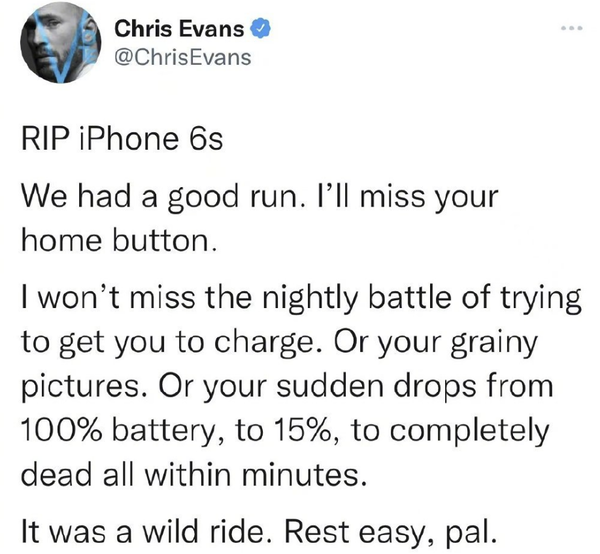 Chris Evans
@ChrisEvans
RIP iPhone 6s
We had a good run. I’ll miss your
home button.
I won’t miss the nightly battle of trying
to get you to charge. Or your grainy
pictures. Or your sudden drops from
100% battery, to 15%, to completely
dead all within minutes.
It was a wild ride. Rest easy, pal.